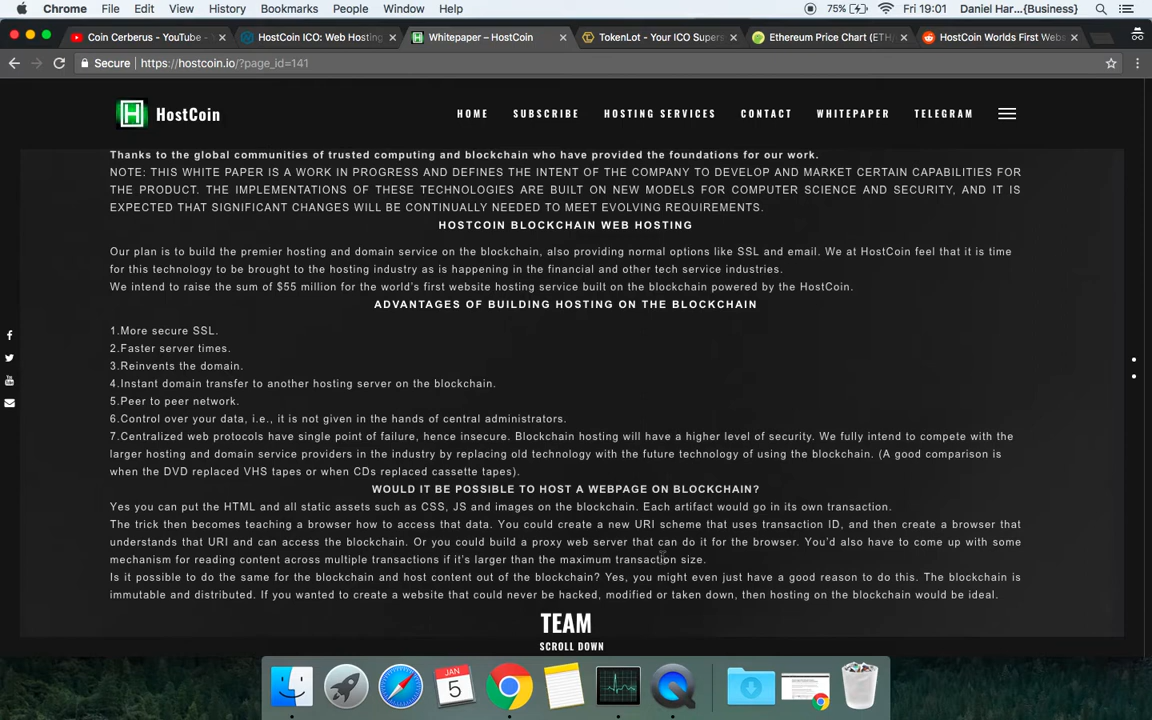 Chrome File Edit View History Bookmarks People Window Help 75% Fri 19:01 Daniel Har...{Business}
Coin Cerberus - YouTube - HostCoin ICO: Web Hosting Whitepaper – HostCoin TokenLot - Your ICO Supers Ethereum Price Chart (ETH/ HostCoin Worlds First Webs
Secure https://hostcoin.io/?page_id=141
H HostCoin HOME SUBSCRIBE HOSTING SERVICES CONTACT WHITEPAPER TELEGRAM
Thanks to the global communities of trusted computing and blockchain who have provided the foundations for our work.
NOTE: THIS WHITE PAPER IS A WORK IN PROGRESS AND DEFINES THE INTENT OF THE COMPANY TO DEVELOP AND MARKET CERTAIN CAPABILITIES FOR
THE PRODUCT. THE IMPLEMENTATIONS OF THESE TECHNOLOGIES ARE BUILT ON NEW MODELS FOR COMPUTER SCIENCE AND SECURITY, AND IT IS
EXPECTED THAT SIGNIFICANT CHANGES WILL BE CONTINUALLY NEEDED TO MEET EVOLVING REQUIREMENTS.
HOSTCOIN BLOCKCHAIN WEB HOSTING
Our plan is to build the premier hosting and domain service on the blockchain, also providing normal options like SSL and email. We at HostCoin feel that it is time
for this technology to be brought to the hosting industry as is happening in the financial and other tech service industries.
We intend to raise the sum of $55 million for the world's first website hosting service built on the blockchain powered by the HostCoin.
ADVANTAGES OF BUILDING HOSTING ON THE BLOCKCHAIN
1.More secure SSL.
2.Faster server times.
3.Reinvents the domain.
4.Instant domain transfer to another hosting server on the blockchain.
5.Peer to peer network.
6.Control over your data, i.e., it is not given in the hands of central administrators.
7.Centralized web protocols have single point of failure, hence insecure. Blockchain hosting will have a higher level of security. We fully intend to compete with the
larger hosting and domain service providers in the industry by replacing old technology with the future technology of using the blockchain. (A good comparison is
when the DVD replaced VHS tapes or when CDs replaced cassette tapes).
WOULD IT BE POSSIBLE TO HOST A WEBPAGE ON BLOCKCHAIN?
Yes you can put the HTML and all static assets such as CSS, JS and images on the blockchain. Each artifact would go in its own transaction.
The trick then becomes teaching a browser how to access that data. You could create a new URI scheme that uses transaction ID, and then create a browser that
understands that URI and can access the blockchain. Or you could build a proxy web server that can do it for the browser. You'd also have to come up with some
mechanism for reading content across multiple transactions if it's larger than the maximum transaction size.
Is it possible to do the same for the blockchain and host content out of the blockchain? Yes, you might even just have a good reason to do this. The blockchain is
immutable and distributed. If you wanted to create a website that could never be hacked, modified or taken down, then hosting on the blockchain would be ideal.
TEAM
SCROLL DOWN
JAN
5